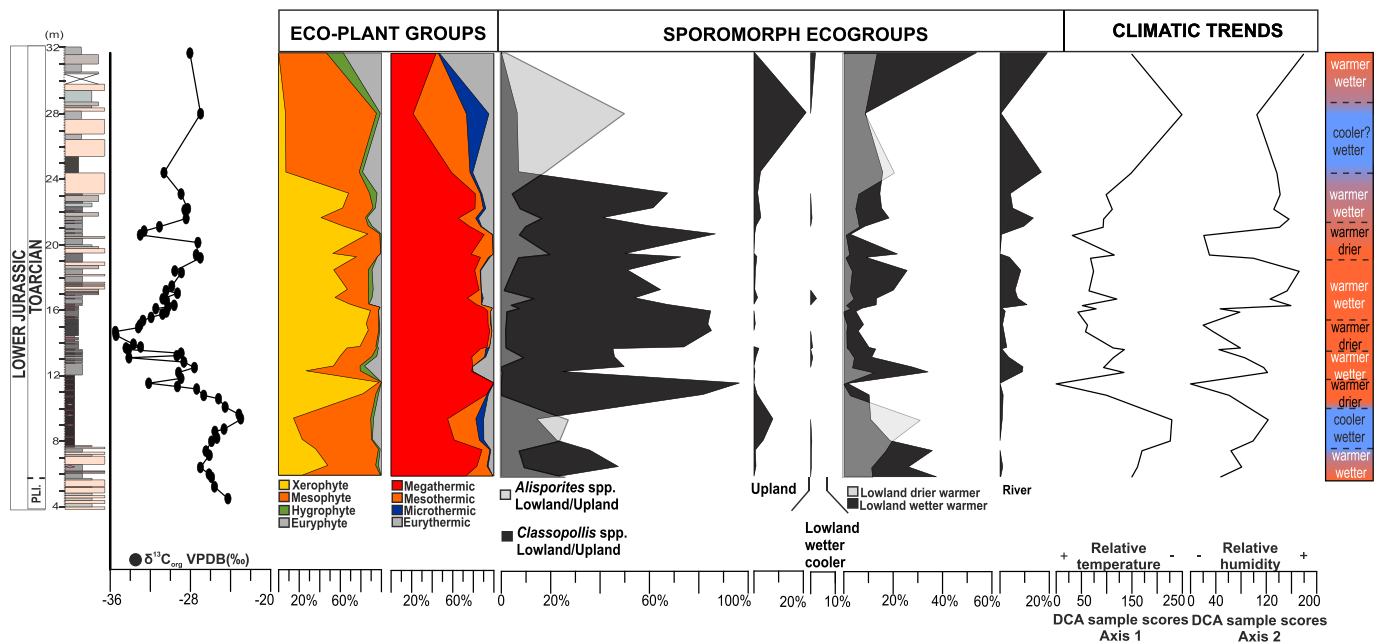 ECO-PLANT GROUPS
SPOROMORPH ECOGROUPS
CLIMATIC TRENDS
(m)
32
28
24
20
16
12
8
4
LOWER JURASSIC
TOARCIAN
PLI.
warmer
wetter
cooler?
wetter
warmer
wetter
warmer
drier
warmer
wetter
warmer
drier
warmer
wetter
warmer
drier
cooler
wetter
warmer
wetter
Xerophyte
Mesophyte
Hygrophyte
Euryphyte
Megathermic
Mesothermic
Microthermic
Eurythermic
Alisporites spp.
Lowland/Upland
Classopollis spp.
Lowland/Upland
Upland
Lowland
wetter
cooler
Lowland drier warmer
Lowland wetter warmer
River
+ Relative temperature -
- Relative humidity +
δ¹³Corg VPDB(‰)
-36 -28 -20
20% 60%
20% 60%
0 20% 60% 100%
20%
10%
0 20% 40% 60%
20%
0 50 150 250
DCA sample scores
Axis 1
0 40 120 200
DCA sample scores
Axis 2